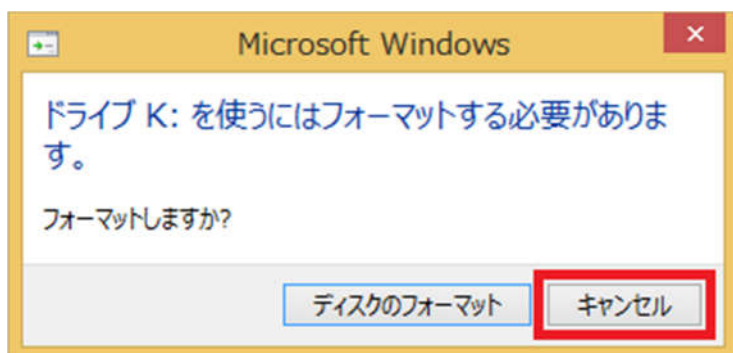 Microsoft Windows
ドライブ K: を使うにはフォーマットする必要がありま
す。
フォーマットしますか?
ディスクのフォーマット
キャンセル